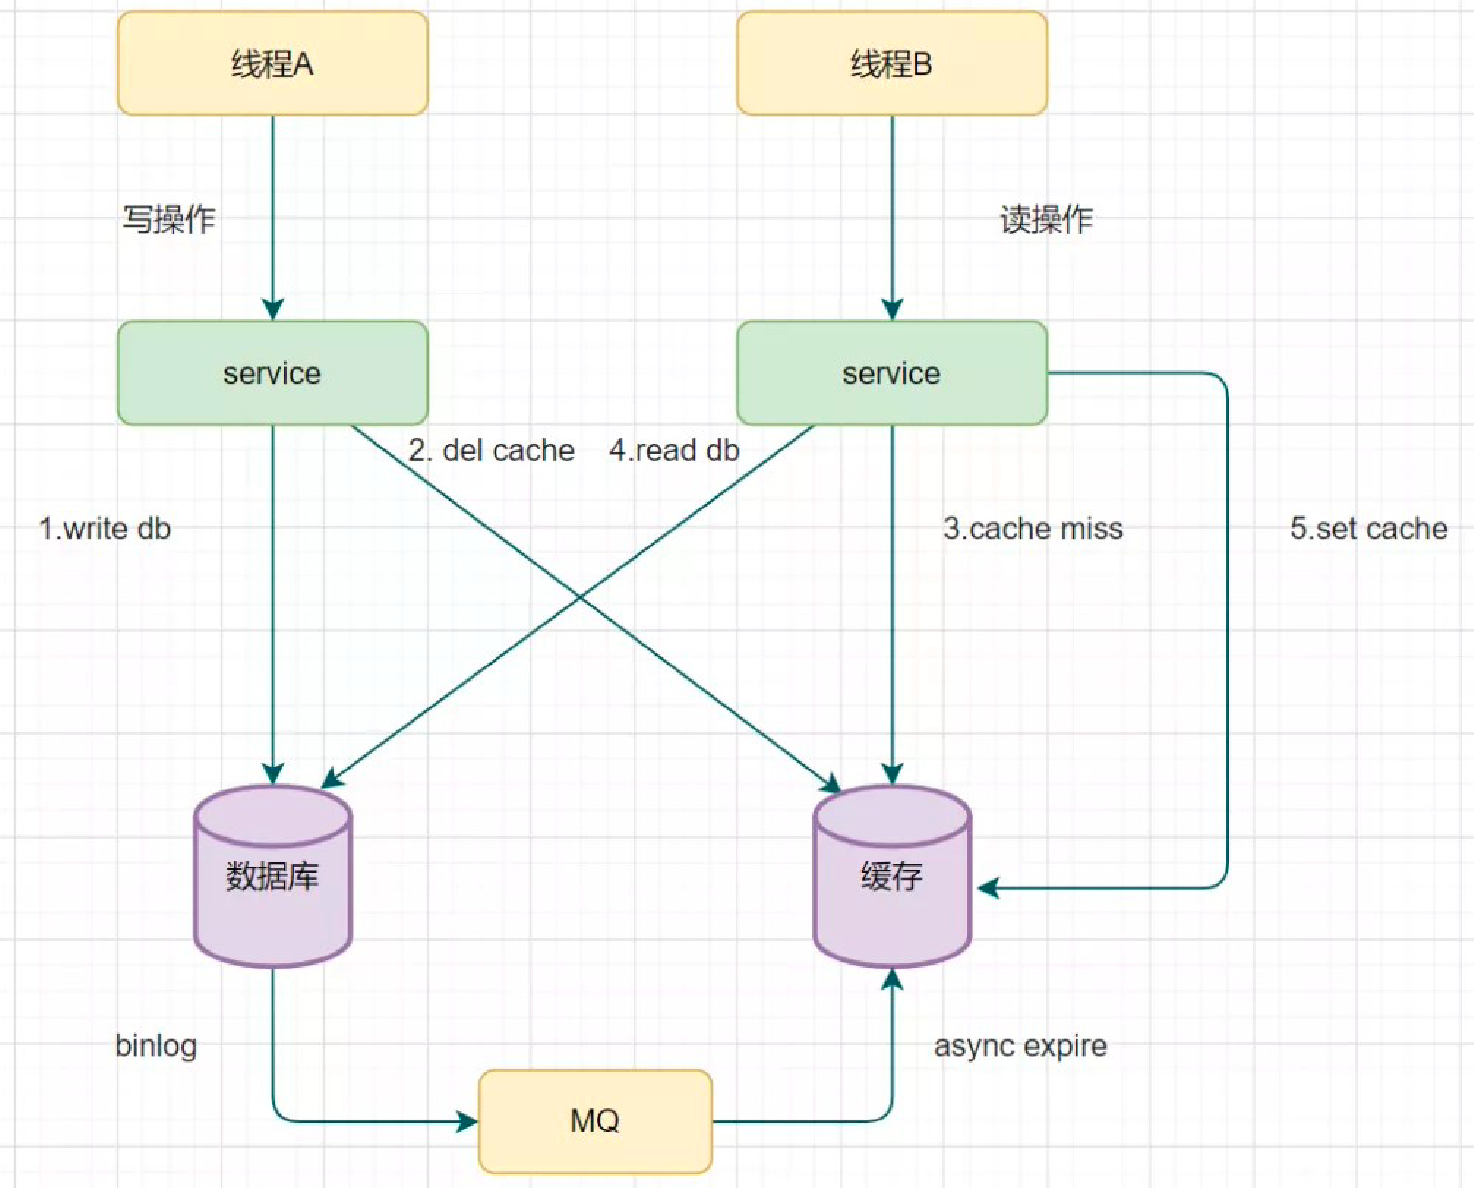 线程A
线程B
写操作
读操作
service
service
2. del cache
4.read db
1.write db
3.cache miss
5.set cache
数据库
缓存
binlog
async expire
MQ